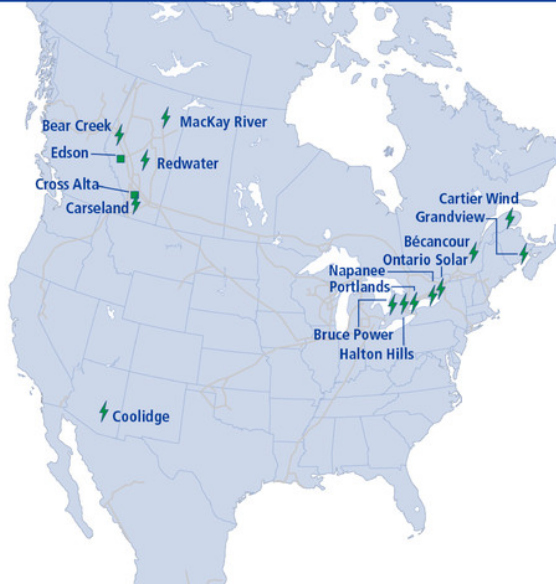 Bear Creek
MacKay River
Edson
Redwater
Cross Alta
Carseland
Cartier Wind
Grandview
Bécancour
Ontario Solar
Napanee
Portlands
Bruce Power
Halton Hills
Coolidge